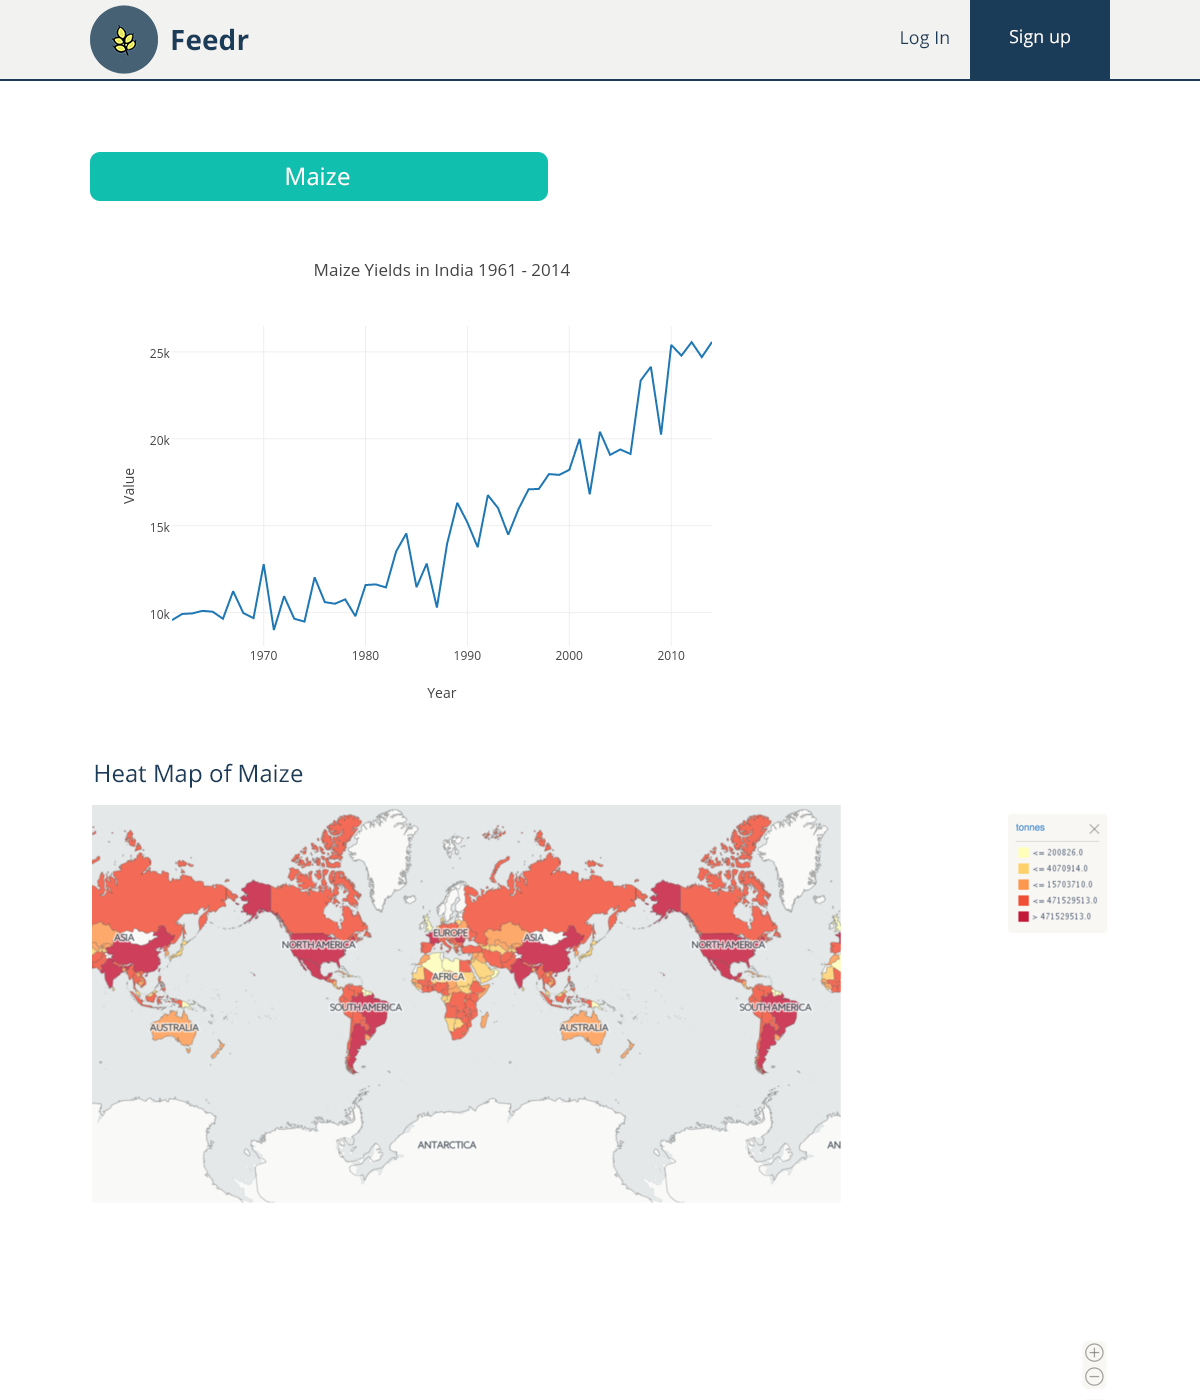 Feedr
Log In
Sign up
Maize
Maize Yields in India 1961 - 2014
25k
20k
15k
10k
Value
1970 1980 1990 2000 2010
Year
Heat Map of Maize
tonnes
<= 200826.0
<= 4070914.0
<= 15703710.0
<= 471529513.0
> 471529513.0
EUROPE
ASIA NORTH AMERICA ASIA NORTH AMERICA
AFRICA
SOUTH AMERICA SOUTH AMERICA
AUSTRALIA AUSTRALIA
ANTARCTICA AN